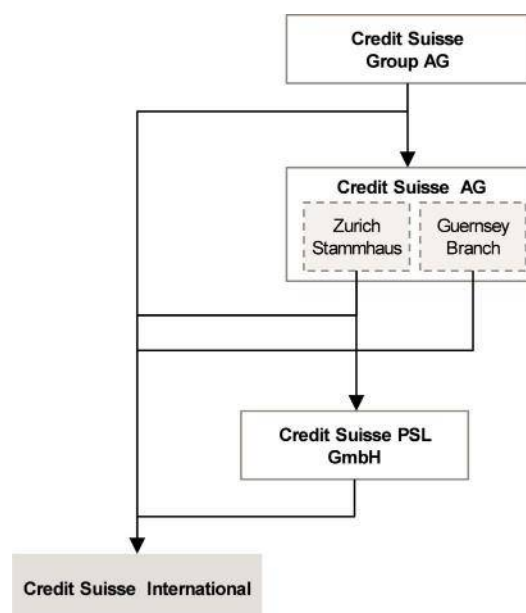 Credit Suisse
Group AG
Credit Suisse AG
Zurich
Stammhaus
Guernsey
Branch
Credit Suisse PSL
GmbH
Credit Suisse International